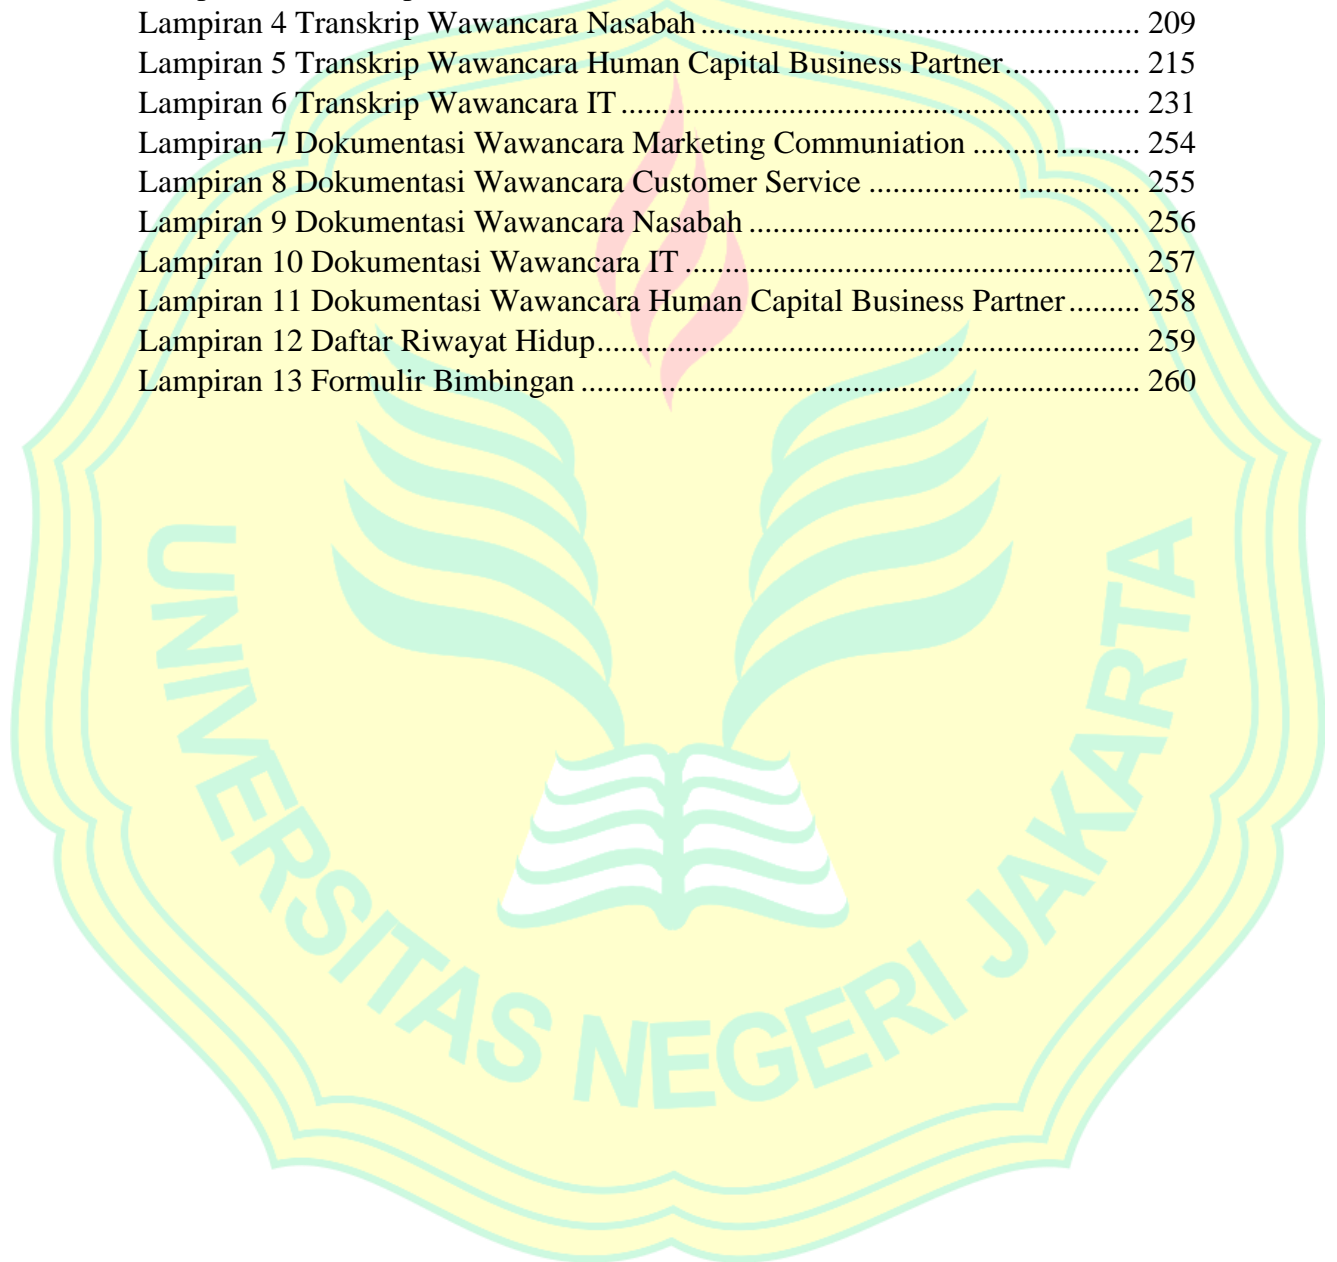 Lampiran 4 Transkrip Wawancara Nasabah ........................................................ 209
Lampiran 5 Transkrip Wawancara Human Capital Business Partner................. 215
Lampiran 6 Transkrip Wawancara IT .................................................................. 231
Lampiran 7 Dokumentasi Wawancara Marketing Communiation ..................... 254
Lampiran 8 Dokumentasi Wawancara Customer Service ................................... 255
Lampiran 9 Dokumentasi Wawancara Nasabah .................................................. 256
Lampiran 10 Dokumentasi Wawancara IT .......................................................... 257
Lampiran 11 Dokumentasi Wawancara Human Capital Business Partner......... 258
Lampiran 12 Daftar Riwayat Hidup..................................................................... 259
Lampiran 13 Formulir Bimbingan ....................................................................... 260
UNIVERSITAS NEGERI JAKARTA